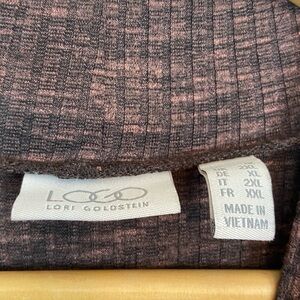 LOGO
LORI GOLDSTEIN
DE XL
IT 2XL
FR XXL
MADE IN
VIETNAM